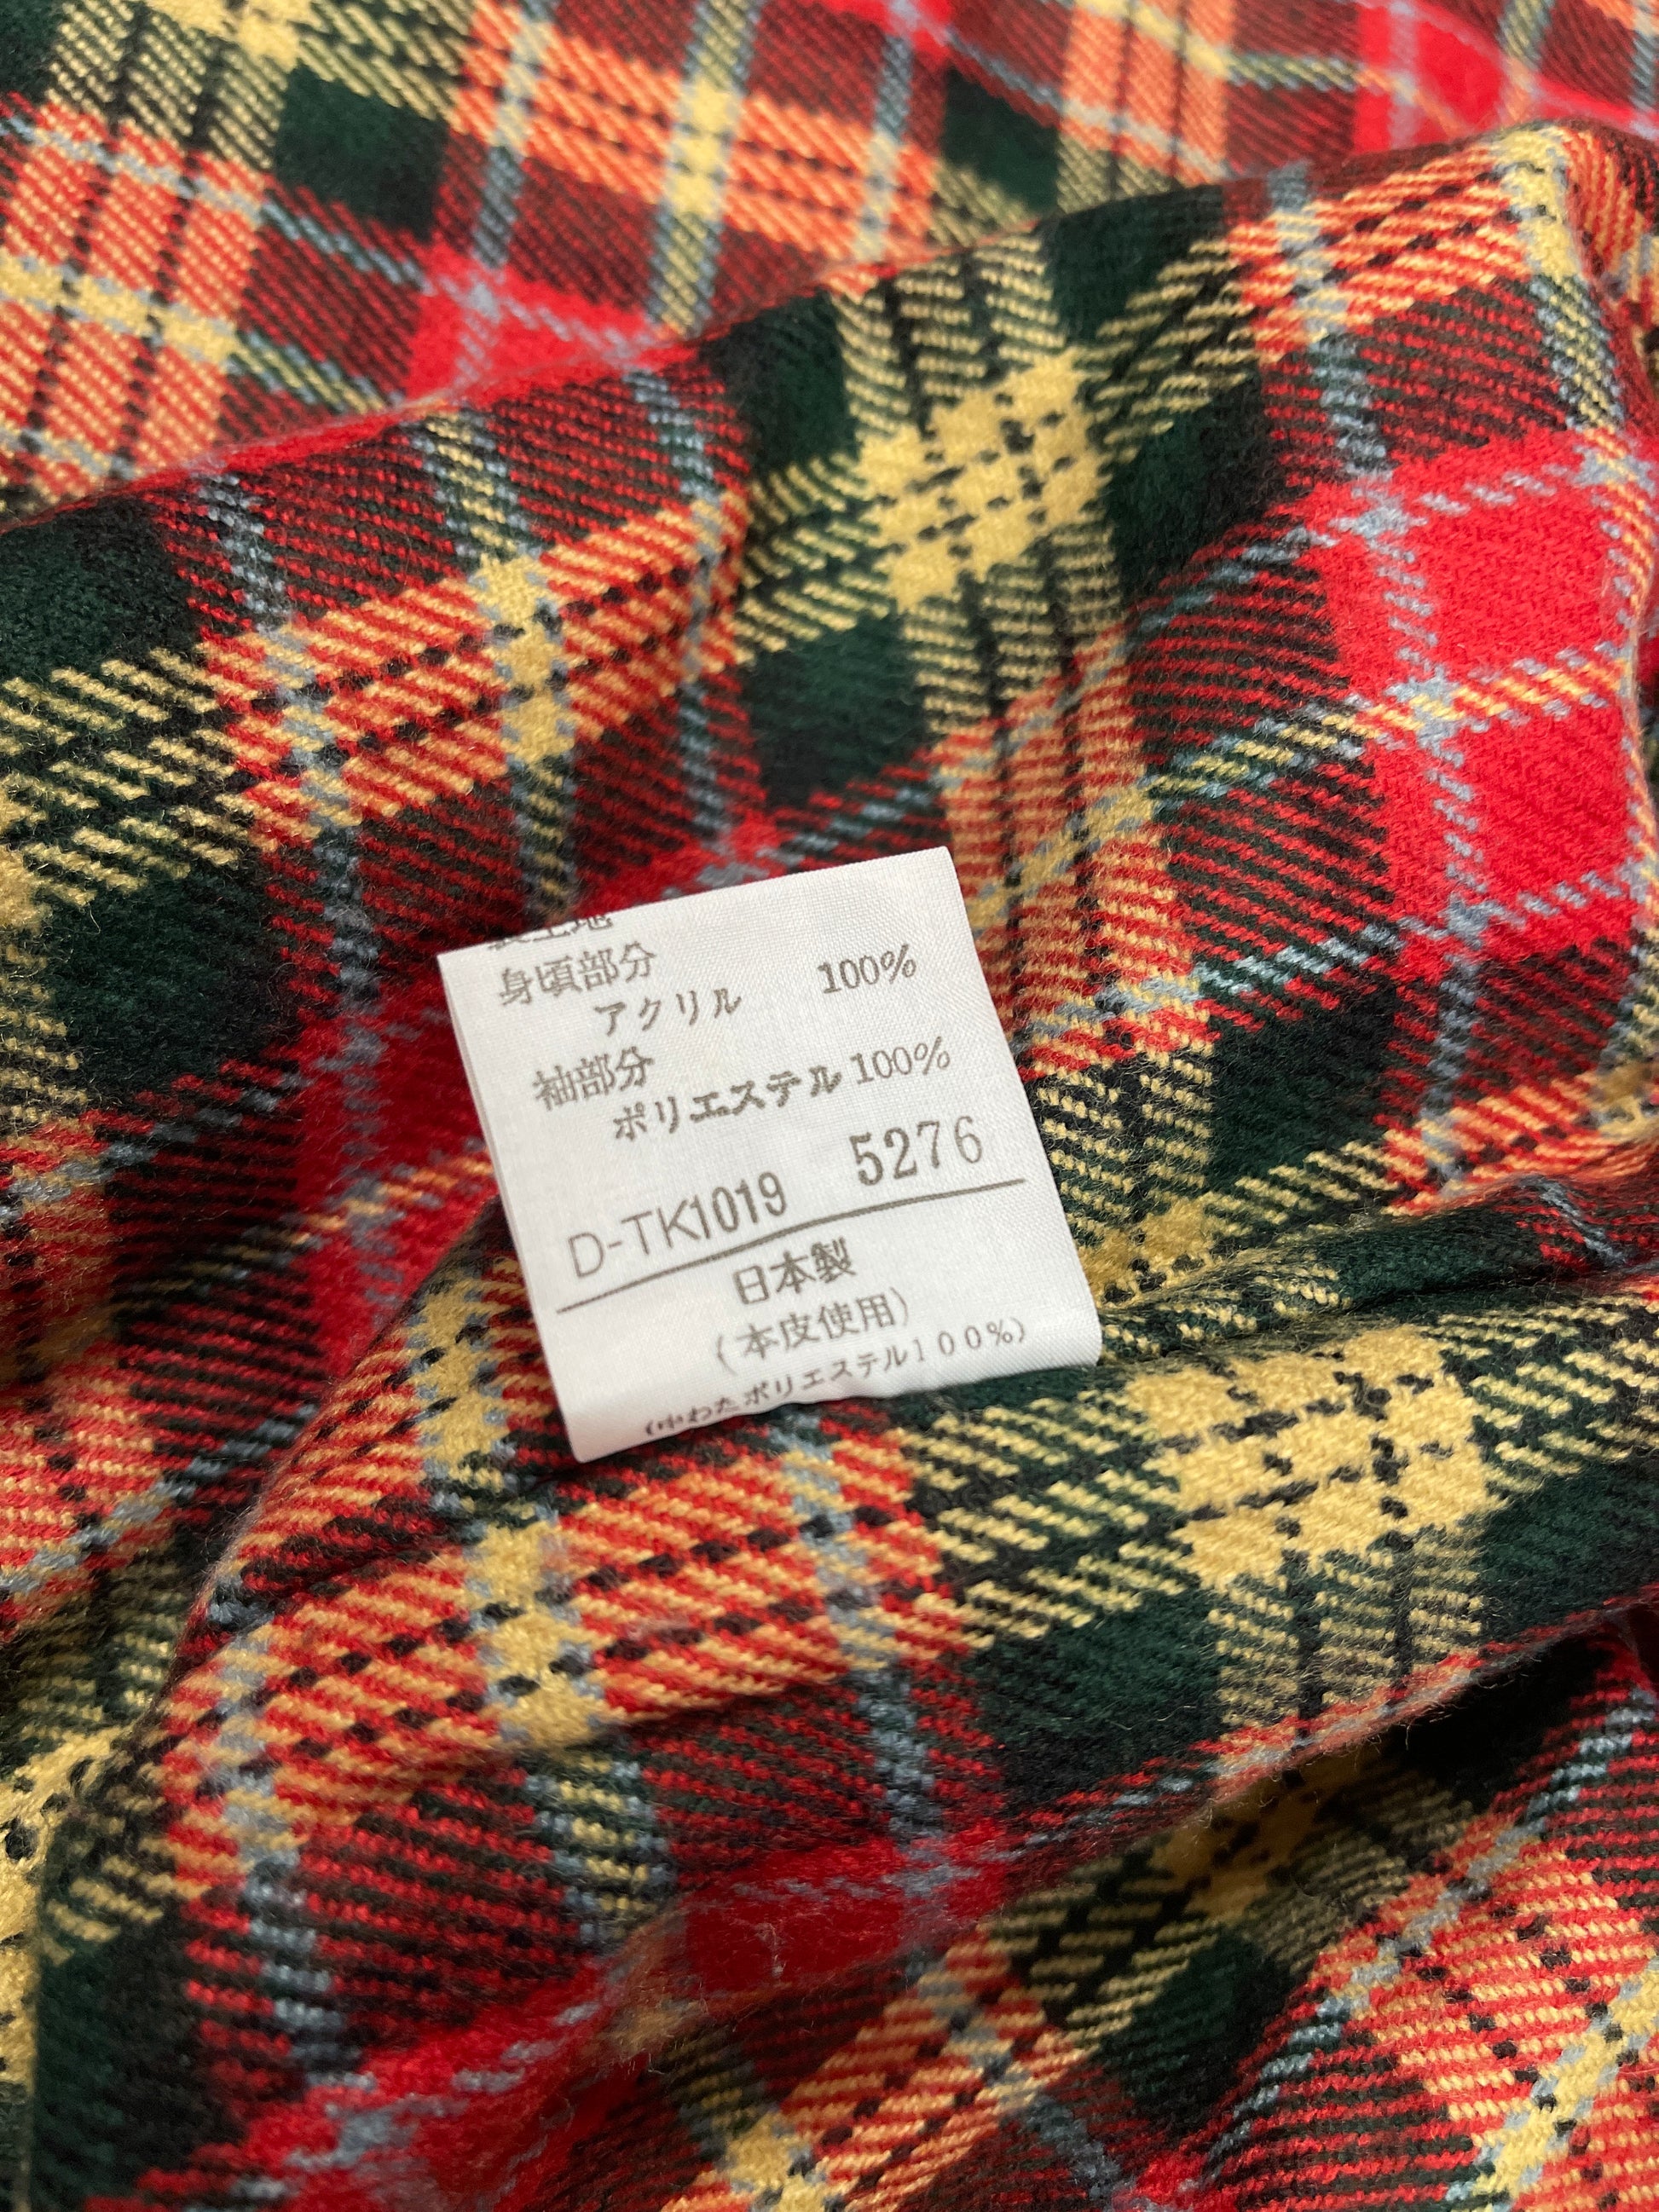 身頃部分
アクリル 100%
袖部分
ポリエステル 100%
D-TK1019 5276
日本製
(本皮使用)
(中わたポリエステル100%)